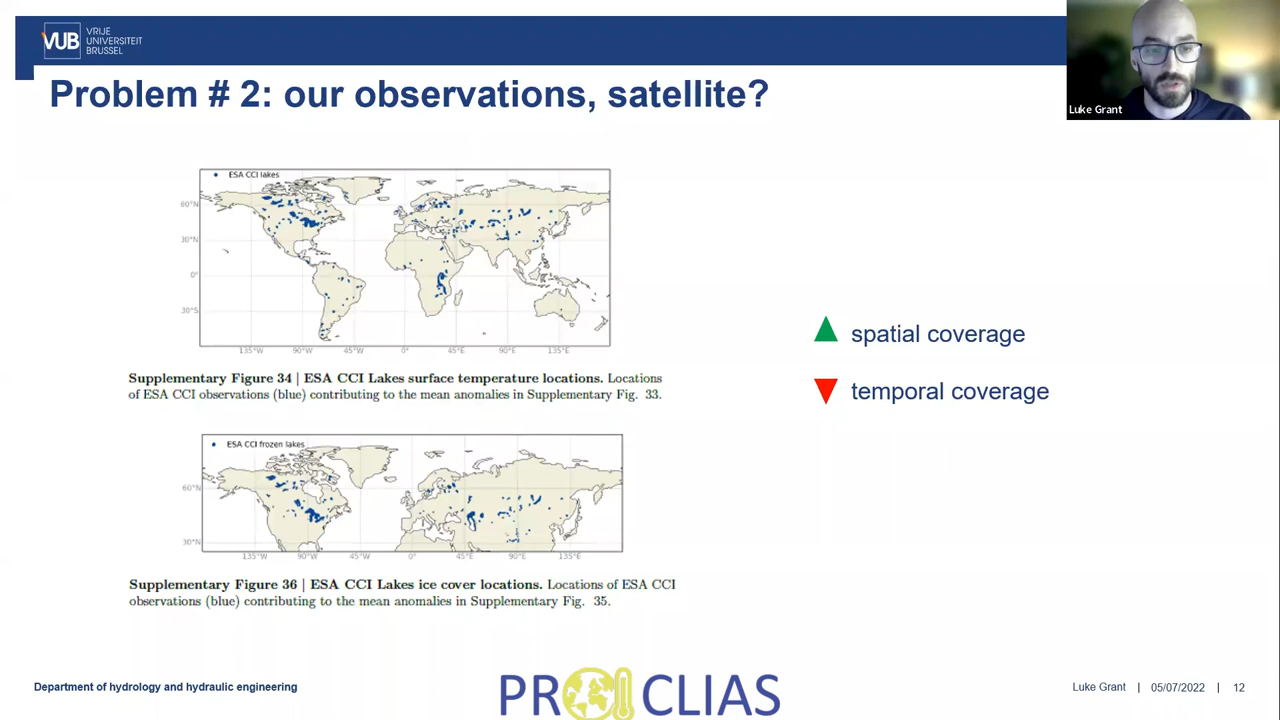 VUB
VRIJE
UNIVERSITEIT
BRUSSEL
Luke Grant
Problem # 2: our observations, satellite?
ESA CCI lakes
60°N
30°N
0°
30°S
135°W 90°W 45°W 0° 45°E 90°E 135°E
Supplementary Figure 34 | ESA CCI Lakes surface temperature locations. Locations
of ESA CCI observations (blue) contributing to the mean anomalies in Supplementary Fig. 33.
spatial coverage
temporal coverage
ESA CCI frozen lakes
60°N
30°N
135°W 90°W 45°W 0° 45°E 90°E 135°E
Supplementary Figure 36 | ESA CCI Lakes ice cover locations. Locations of ESA CCI
observations (blue) contributing to the mean anomalies in Supplementary Fig. 35.
Department of hydrology and hydraulic engineering
PROCLIAS
Luke Grant | 05/07/2022 | 12